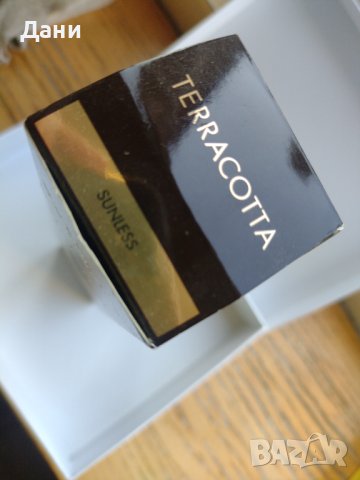 Дани
TERRACOTTA
SUNLESS
BAZAR